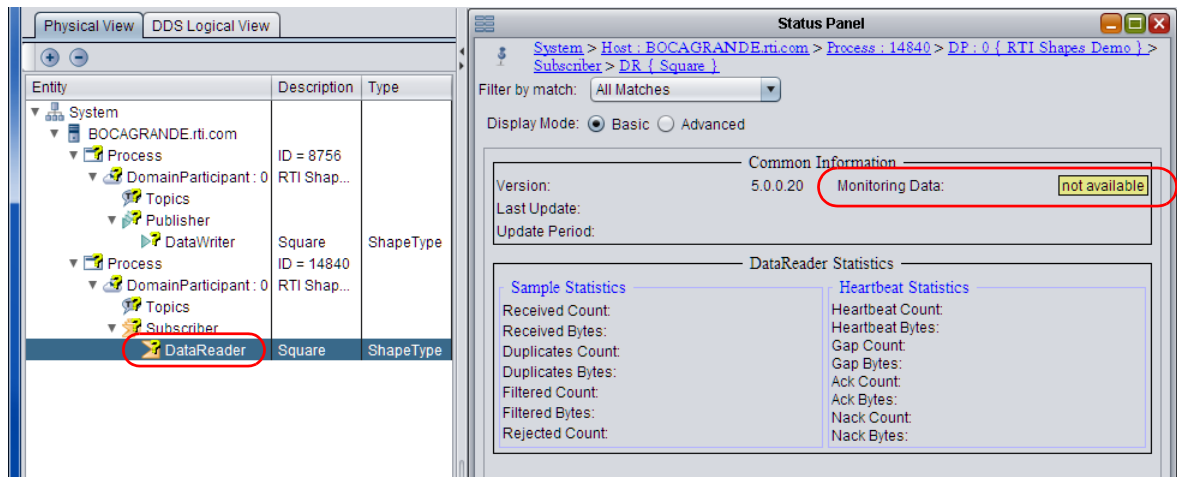 Physical View DDS Logical View
Entity Description Type
System
BOCAGRANDE.rti.com
Process ID = 8756
DomainParticipant : 0 RTI Shap...
Topics
Publisher
DataWriter Square ShapeType
Process ID = 14840
DomainParticipant : 0 RTI Shap...
Topics
Subscriber
DataReader Square ShapeType
Status Panel
System > Host : BOCAGRANDE.rti.com > Process : 14840 > DP : 0 { RTI Shapes Demo } >
Subscriber > DR { Square }
Filter by match: All Matches
Display Mode: Basic Advanced
Common Information
Version: 5.0.0.20 Monitoring Data: not available
Last Update:
Update Period:
DataReader Statistics
Sample Statistics
Received Count:
Received Bytes:
Duplicates Count:
Duplicates Bytes:
Filtered Count:
Filtered Bytes:
Rejected Count:
Heartbeat Statistics
Heartbeat Count:
Heartbeat Bytes:
Gap Count:
Gap Bytes:
Ack Count:
Ack Bytes:
Nack Count:
Nack Bytes: